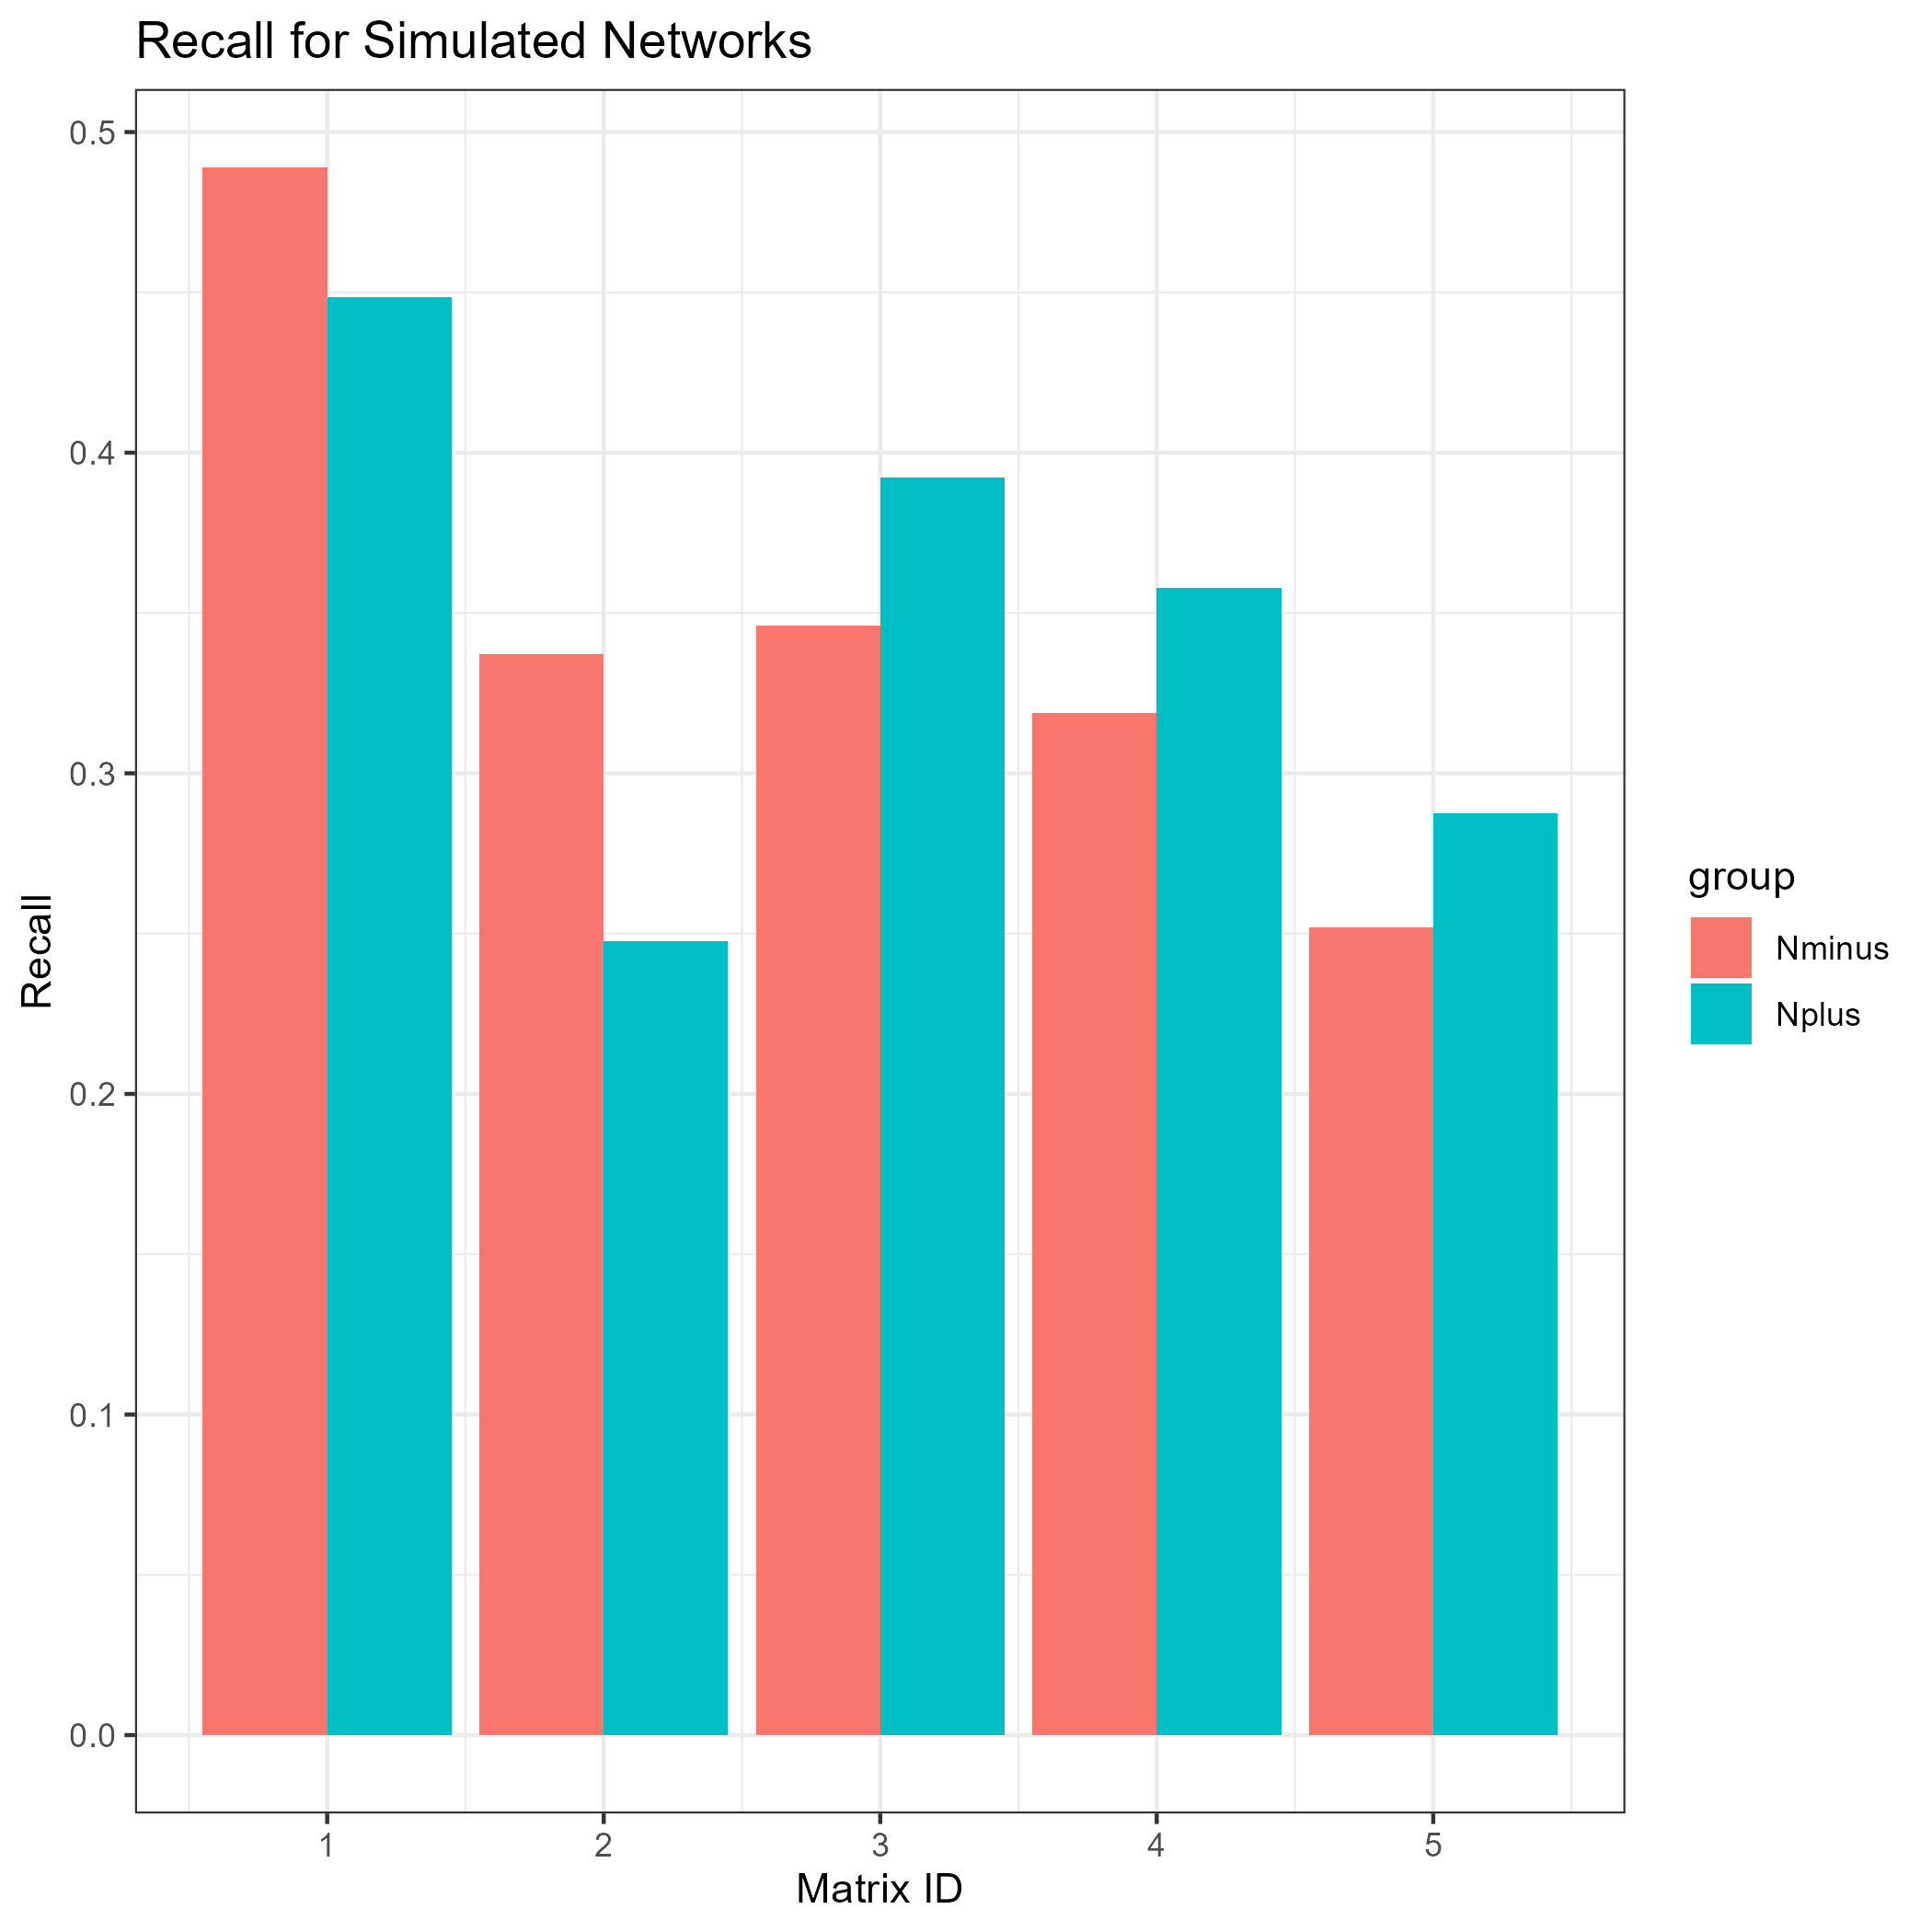 Recall for Simulated Networks
0.5
0.4
0.3
0.2
0.1
0.0
Recall
1 2 3 4 5
Matrix ID
group
Nminus
Nplus